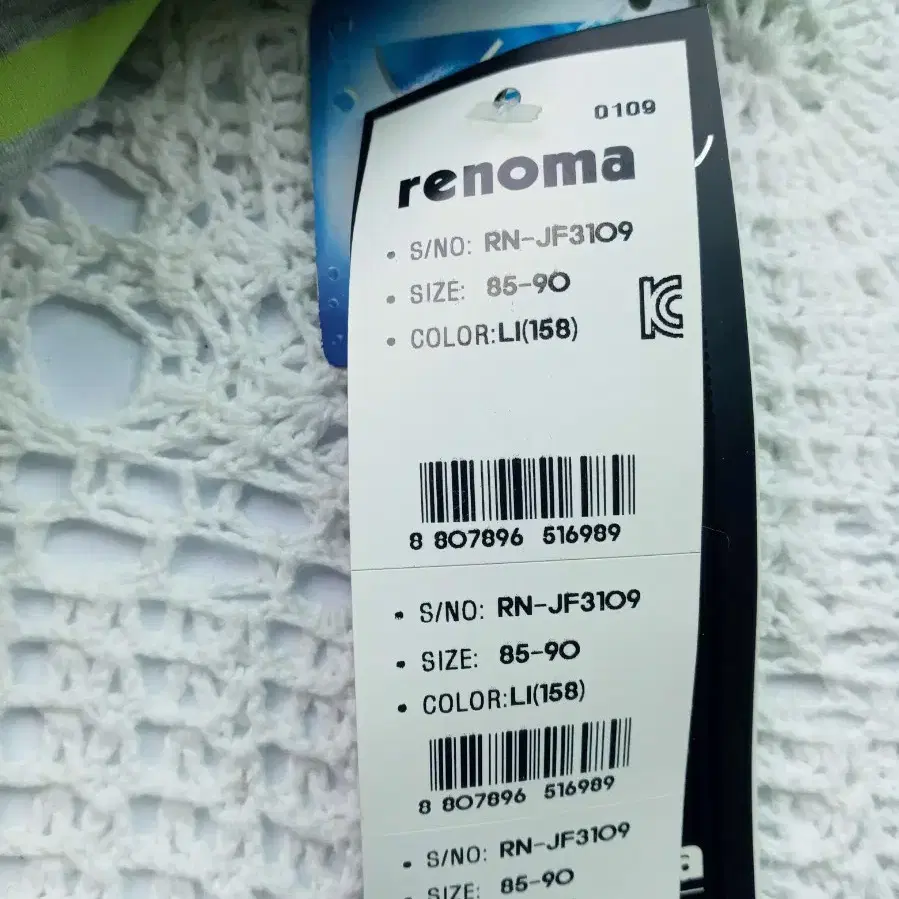 0109
renoma
• S/NO: RN-JF3109
• SIZE: 85-90
• COLOR:LI(158)
8 807896 516989
• S/NO: RN-JF3109
• SIZE: 85-90
• COLOR:LI(158)
8 807896 516989
• S/NO: RN-JF3109
• SIZE: 85-90